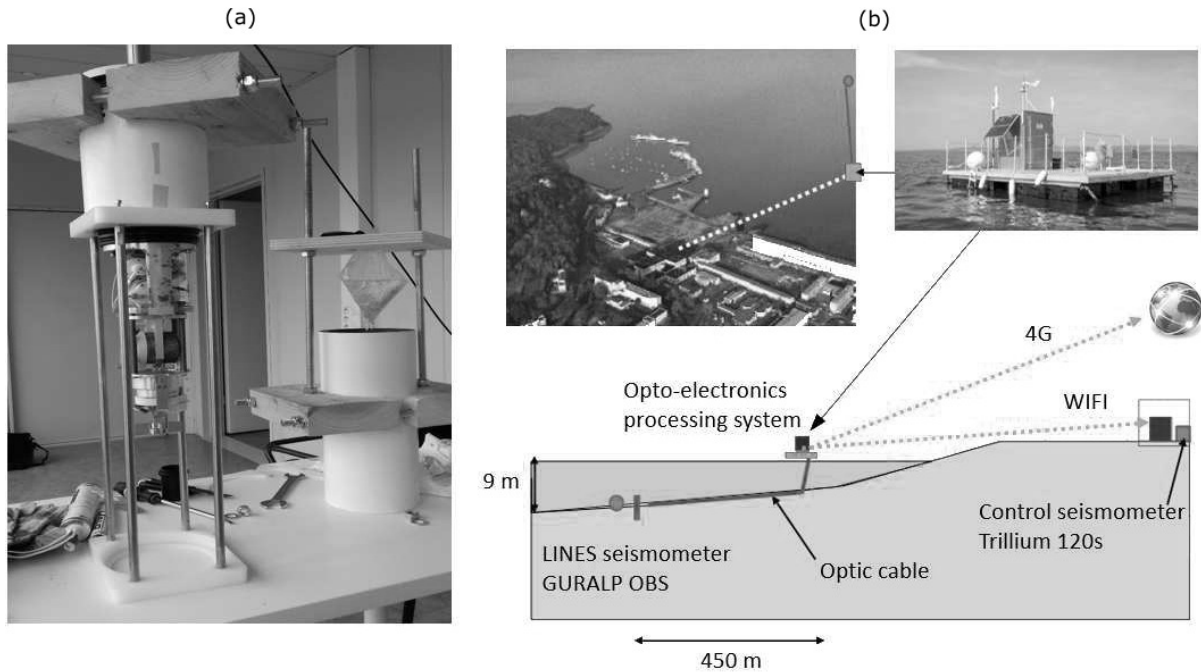 (a)
(b)
4G
Opto-electronics
processing system
WIFI
9 m
Control seismometer
Trillium 120s
LINES seismometer
GURALP OBS
Optic cable
450 m